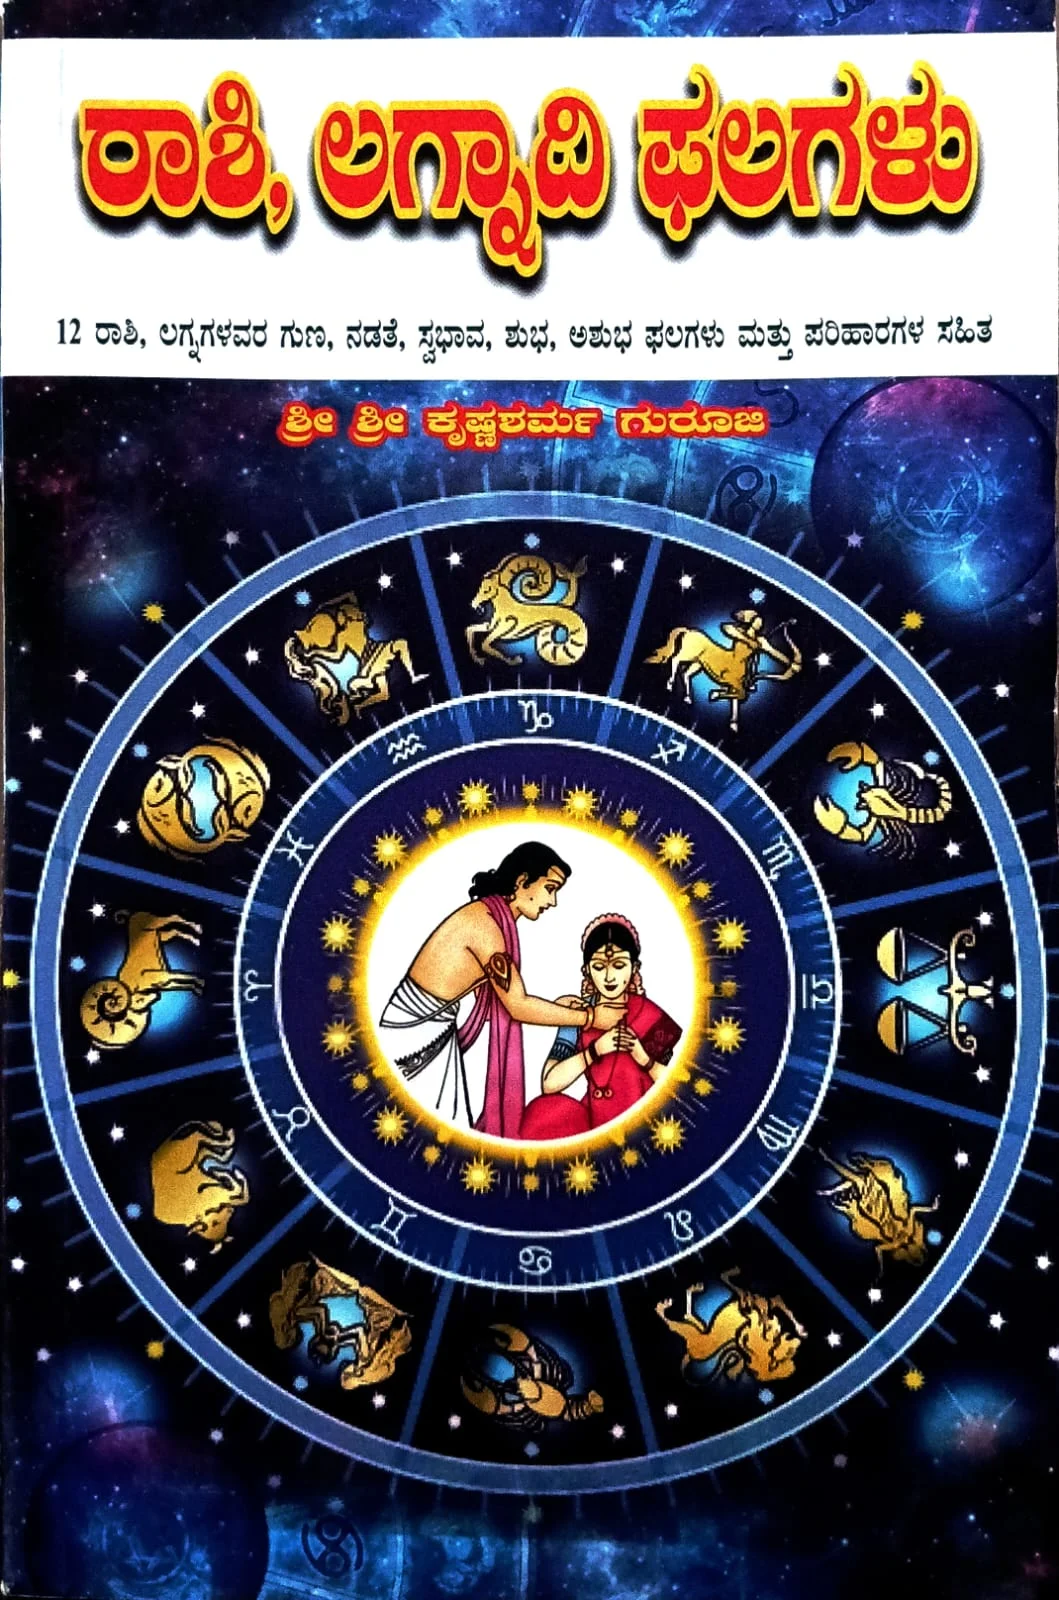 ರಾಶಿ, ಲಗ್ನಾದಿ ಫಲಗಳು
12 ರಾಶಿ, ಲಗ್ನಗಳವರ ಗುಣ, ನಡತೆ, ಸ್ವಭಾವ, ಶುಭ, ಅಶುಭ ಫಲಗಳು ಮತ್ತು ಪರಿಹಾರಗಳ ಸಹಿತ
ಶ್ರೀ ಶ್ರೀ ಕೃಷ್ಣಶರ್ಮ ಗುರೂಜಿ